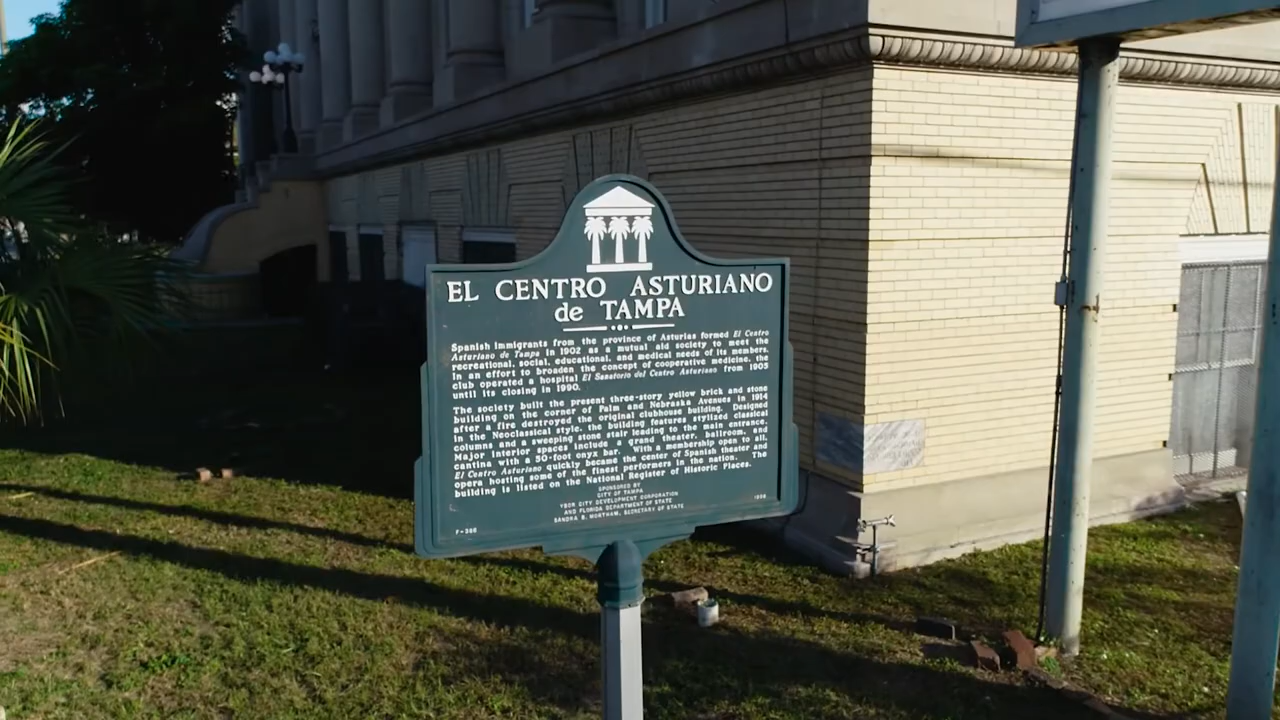 EL CENTRO ASTURIANO
de TAMPA
Spanish immigrants from the province of Asturias formed El Centro
Asturiano de Tampa in 1902 as a mutual aid society to meet the
recreational, social, educational, and medical needs of its members.
In an effort to broaden the concept of cooperative medicine, the
club operated a hospital El Sanatorio del Centro Asturiano from 1905
until its closing in 1990.
The society built the present three-story yellow brick and stone
building on the corner of Palm and Nebraska Avenues in 1914
after a fire destroyed the original clubhouse building. Designed
in the Neoclassical style, the building features stylized classical
columns and a sweeping stone stair leading to the main entrance.
Major interior spaces include a grand theater, ballroom, and
cantina with a 50-foot onyx bar. With a membership open to all,
El Centro Asturiano quickly became the center of Spanish theater and
opera hosting some of the finest performers in the nation. The
building is listed on the National Register of Historic Places.
SPONSORED BY
CITY OF TAMPA
YBOR CITY DEVELOPMENT CORPORATION
AND FLORIDA DEPARTMENT OF STATE
SANDRA B. MORTHAM, SECRETARY OF STATE
F-386
1998